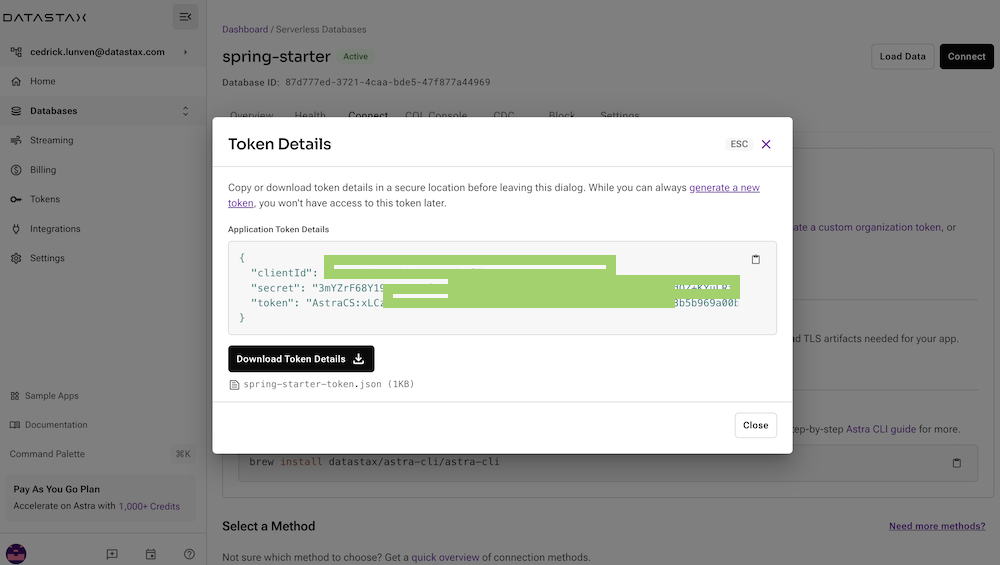 DATASTAX
cedrick.lunven@datastax.com
Home
Databases
Streaming
Billing
Tokens
Integrations
Settings
Sample Apps
Documentation
Command Palette
⌘K
Pay As You Go Plan
Accelerate on Astra with 1,000+ Credits
Dashboard / Serverless Databases
spring-starter
Active
Load Data
Connect
Database ID: 87d777ed-3721-4caa-bde5-47f877a44969
Overview Health Connect CQL Console CDC Block Settings
Token Details
ESC
Copy or download token details in a secure location before leaving this dialog. While you can always generate a new
token, you won't have access to this token later.
Application Token Details
{
"clientId":
"secret": "3mYZrF68Y19
"token": "AstraCS:xLC
}
Download Token Details
spring-starter-token.json (1KB)
Close
ate a custom organization token, or
d TLS artifacts needed for your app.
tep-by-step Astra CLI guide for more.
brew install datastax/astra-cli/astra-cli
Select a Method
Need more methods?
Not sure which method to choose? Get a quick overview of connection methods.